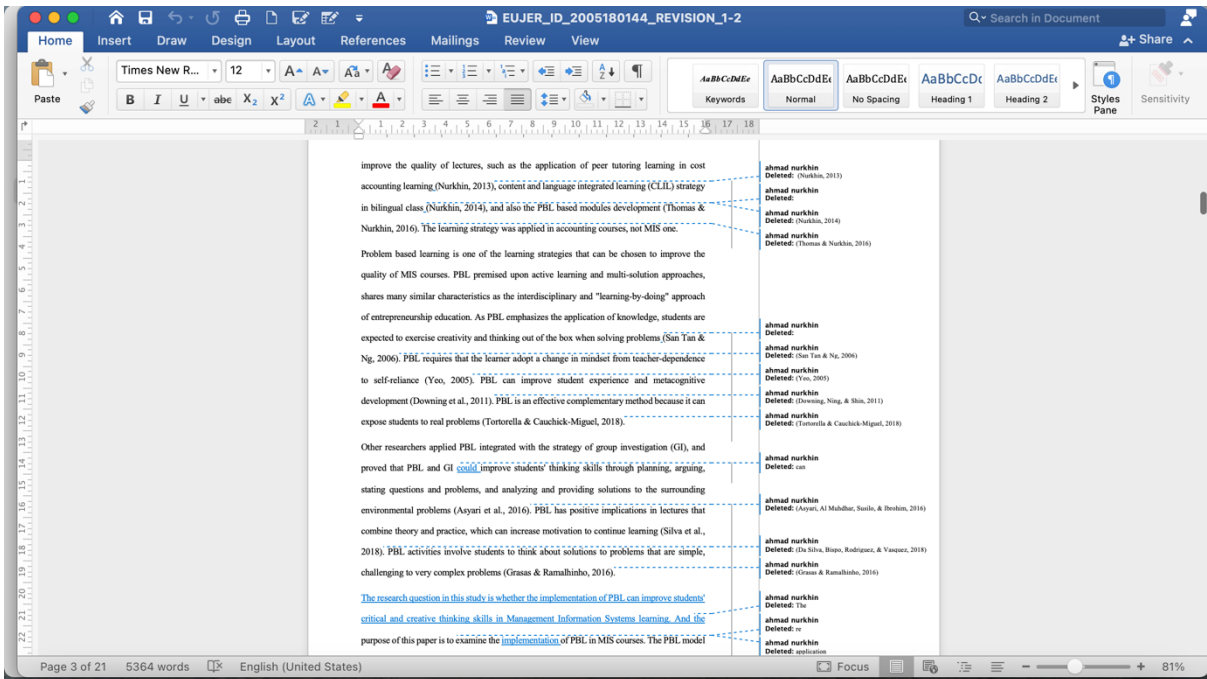 EUJER_ID_2005180144_REVISION_1-2
Search in Document
Home Insert Draw Design Layout References Mailings Review View
Share
Paste
Times New R... 12
AaBbCcDdEe
AaBbCcDdEe
AaBbCcDdEe
AaBbCcDc
AaBbCcDdEe
Keywords
Normal
No Spacing
Heading 1
Heading 2
Styles Pane
Sensitivity
2 1 1 2 3 4 5 6 7 8 9 10 11 12 13 14 15 16 17 18
improve the quality of lectures, such as the application of peer tutoring learning in cost
accounting learning (Nurkhin, 2013), content and language integrated learning (CLIL) strategy
in bilingual class (Nurkhin, 2014), and also the PBL based modules development (Thomas &
Nurkhin, 2016). The learning strategy was applied in accounting courses, not MIS one.
Problem based learning is one of the learning strategies that can be chosen to improve the
quality of MIS courses. PBL premised upon active learning and multi-solution approaches,
shares many similar characteristics as the interdisciplinary and "learning-by-doing" approach
of entrepreneurship education. As PBL emphasizes the application of knowledge, students are
expected to exercise creativity and thinking out of the box when solving problems (San Tan &
Ng, 2006). PBL requires that the learner adopt a change in mindset from teacher-dependence
to self-reliance (Yeo, 2005). PBL can improve student experience and metacognitive
development (Downing et al., 2011). PBL is an effective complementary method because it can
expose students to real problems (Tortorella & Cauchick-Miguel, 2018).
Other researchers applied PBL integrated with the strategy of group investigation (GI), and
proved that PBL and GI could improve students' thinking skills through planning, arguing,
stating questions and problems, and analyzing and providing solutions to the surrounding
environmental problems (Asyari et al., 2016). PBL has positive implications in lectures that
combine theory and practice, which can increase motivation to continue learning (Silva et al.,
2018). PBL activities involve students to think about solutions to problems that are simple,
challenging to very complex problems (Grasas & Ramalhinho, 2016).
The research question in this study is whether the implementation of PBL can improve students'
critical and creative thinking skills in Management Information Systems learning. And the
purpose of this paper is to examine the implementation of PBL in MIS courses. The PBL model
ahmad nurkhin
Deleted: (Nurkhin, 2013)
ahmad nurkhin
Deleted:
ahmad nurkhin
Deleted: (Nurkhin, 2014)
ahmad nurkhin
Deleted: (Thomas & Nurkhin, 2016)
ahmad nurkhin
Deleted:
ahmad nurkhin
Deleted: (San Tan & Ng, 2006)
ahmad nurkhin
Deleted: (Yeo, 2005)
ahmad nurkhin
Deleted: (Downing, Ning, & Shin, 2011)
ahmad nurkhin
Deleted: (Tortorella & Cauchick-Miguel, 2018)
ahmad nurkhin
Deleted: can
ahmad nurkhin
Deleted: (Asyari, Al Muhdhar, Susilo, & Ibrohim, 2016)
ahmad nurkhin
Deleted: (Da Silva, Bispo, Rodriguez, & Vasquez, 2018)
ahmad nurkhin
Deleted: (Grasas & Ramalhinho, 2016)
ahmad nurkhin
Deleted: The
ahmad nurkhin
Deleted: re
ahmad nurkhin
Deleted: application
Page 3 of 21 5364 words English (United States) Focus 81%